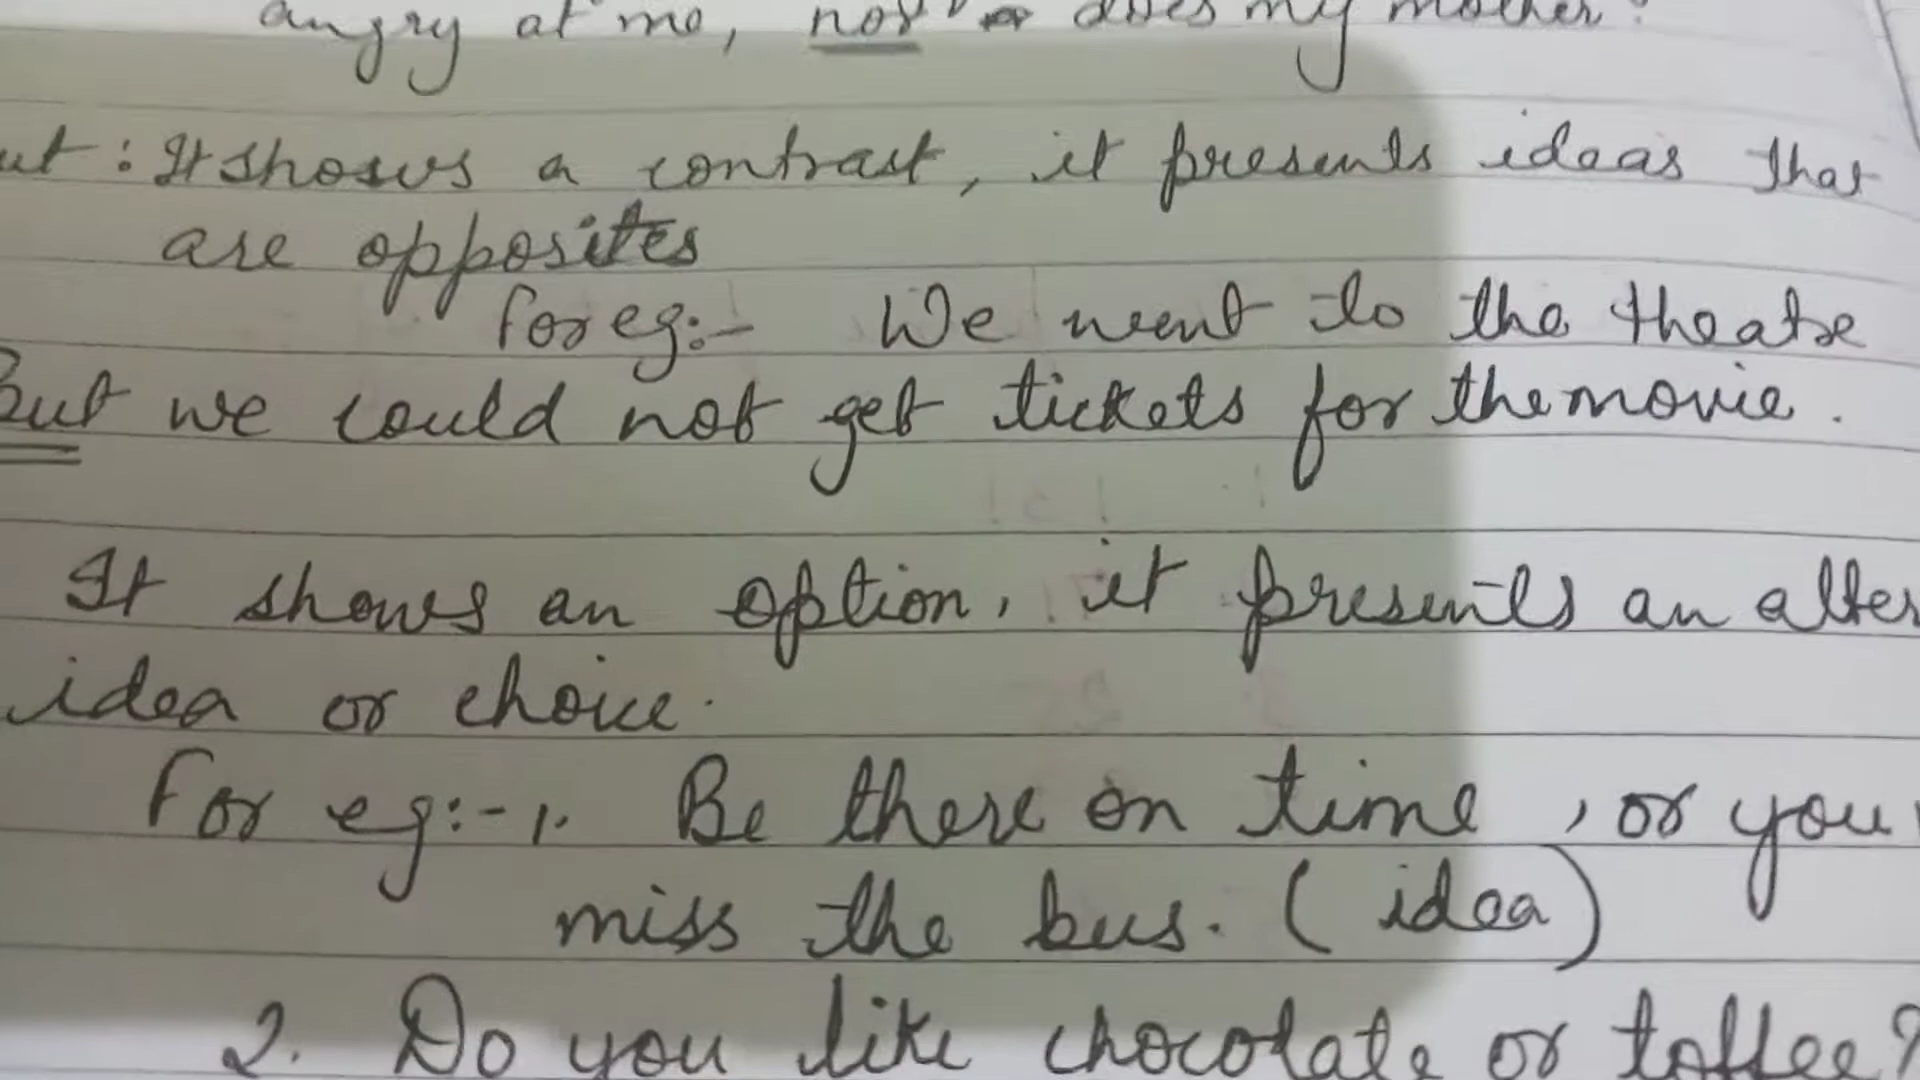 angry at me, nor does my mother.
ut : It shows a contrast, it presents ideas that
are opposites
for eg:- We went to the theatre
But we could not get tickets for the movie.
It shows an option, it presents an alter
idea or choice.
For eg:- 1. Be there on time, or you
miss the bus. (idea)
2. Do you like chocolate or toffee?